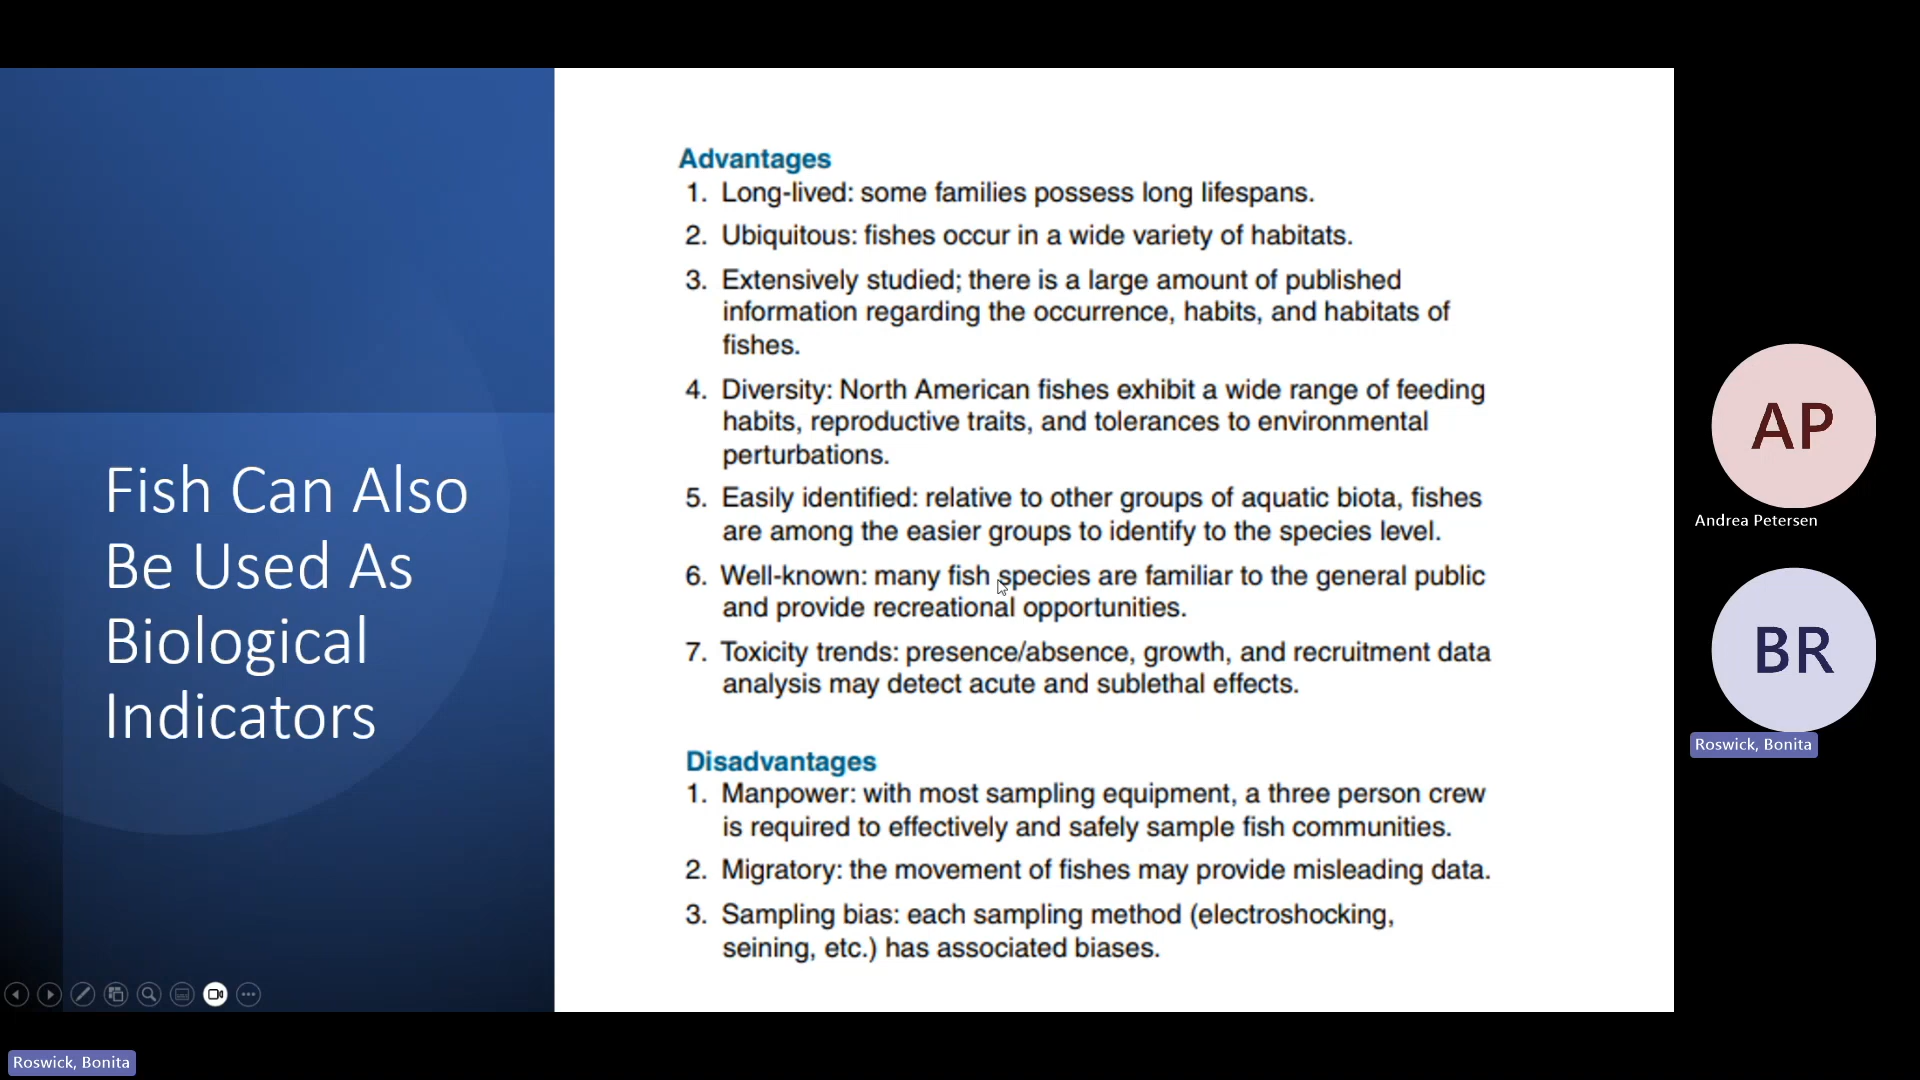 Fish Can Also
Be Used As
Biological
Indicators
Advantages
1. Long-lived: some families possess long lifespans.
2. Ubiquitous: fishes occur in a wide variety of habitats.
3. Extensively studied; there is a large amount of published
information regarding the occurrence, habits, and habitats of
fishes.
4. Diversity: North American fishes exhibit a wide range of feeding
habits, reproductive traits, and tolerances to environmental
perturbations.
5. Easily identified: relative to other groups of aquatic biota, fishes
are among the easier groups to identify to the species level.
6. Well-known: many fish species are familiar to the general public
and provide recreational opportunities.
7. Toxicity trends: presence/absence, growth, and recruitment data
analysis may detect acute and sublethal effects.
Disadvantages
1. Manpower: with most sampling equipment, a three person crew
is required to effectively and safely sample fish communities.
2. Migratory: the movement of fishes may provide misleading data.
3. Sampling bias: each sampling method (electroshocking,
seining, etc.) has associated biases.
AP
Andrea Petersen
BR
Roswick, Bonita
Roswick, Bonita